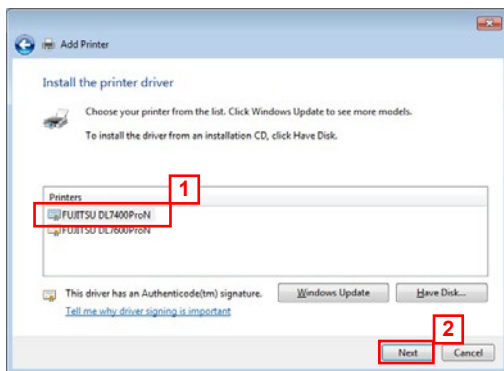 Add Printer
Install the printer driver
Choose your printer from the list. Click Windows Update to see more models.
To install the driver from an installation CD, click Have Disk.
Printers
1
FUJITSU DL7400ProN
FUJITSU DL7600ProN
This driver has an Authenticode(tm) signature.
Windows Update
Have Disk...
Tell me why driver signing is important
2
Next
Cancel